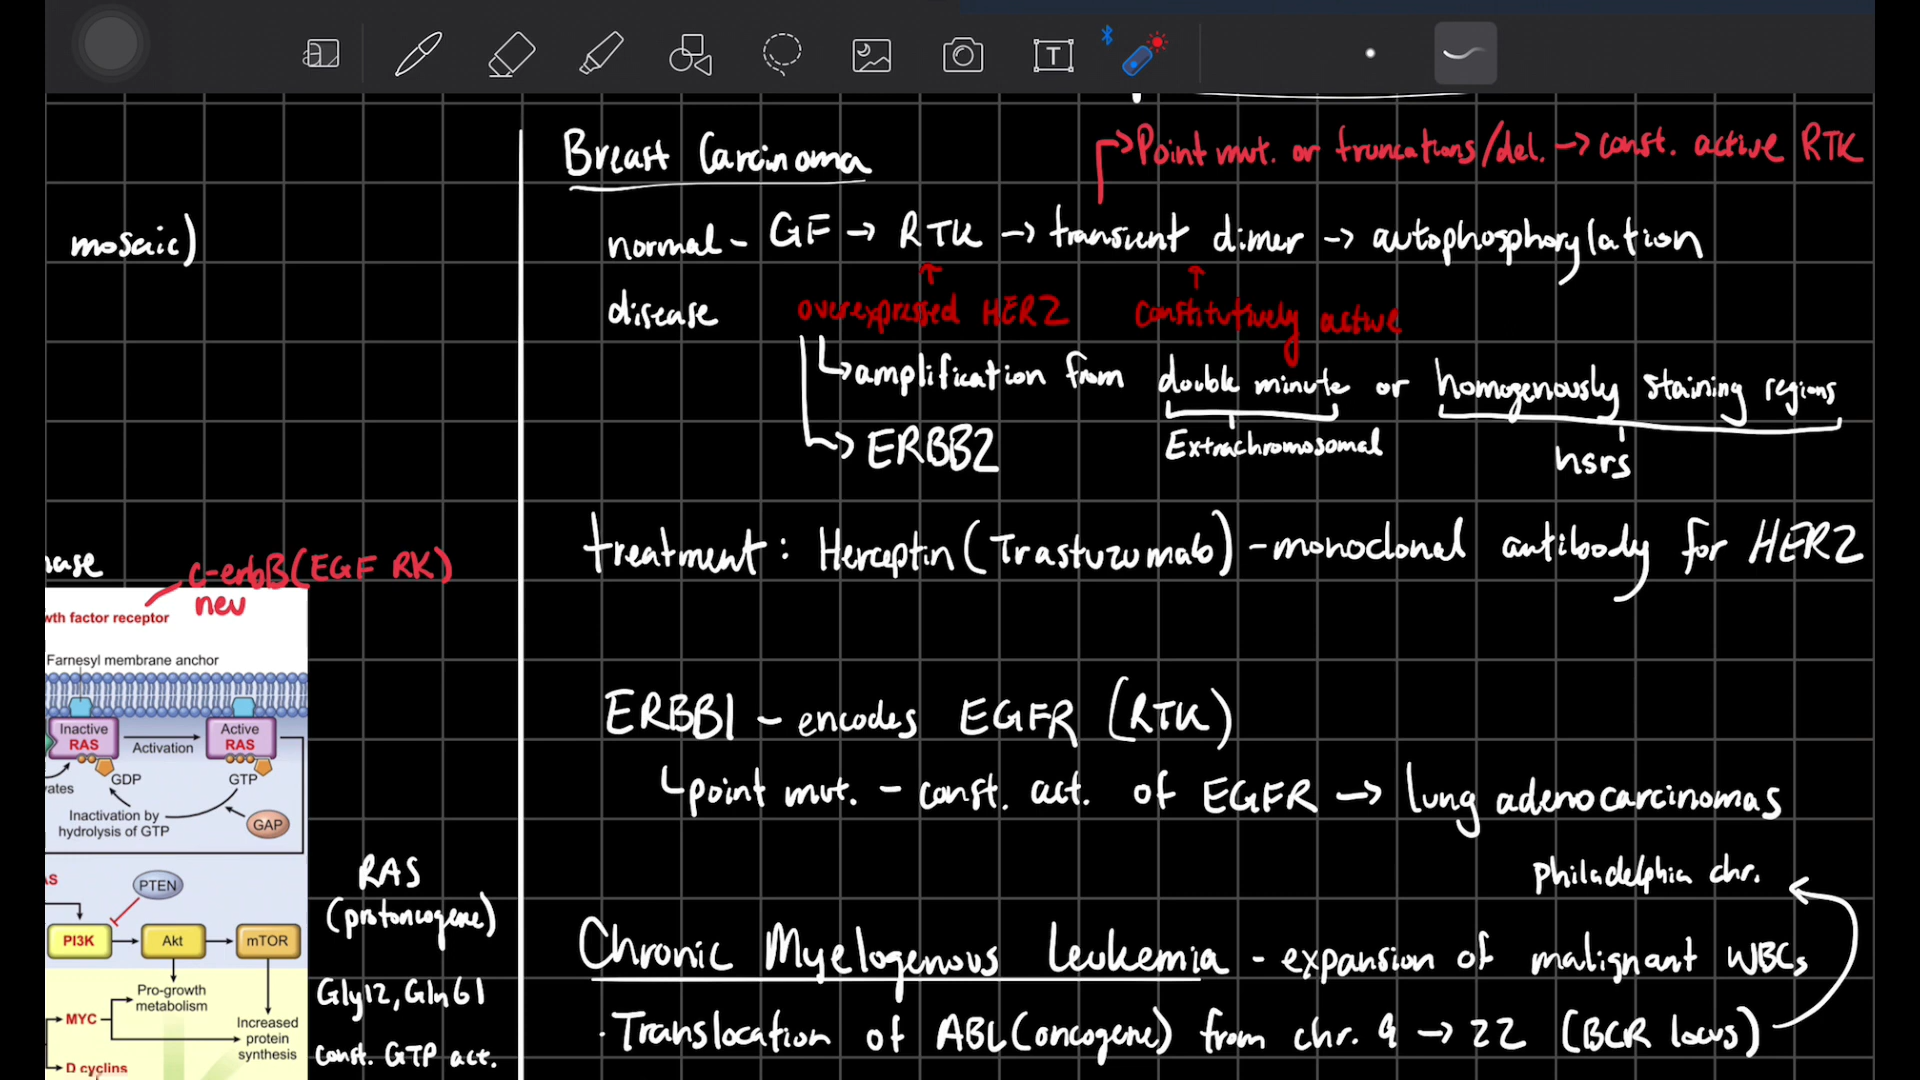 mosaic)
c-erbB(EGF RK)
neu
wth factor receptor
Farnesyl membrane anchor
Inactive
RAS
Activation
Active
RAS
GDP
GTP
vates
Inactivation by
hydrolysis of GTP
GAP
AS
PTEN
PI3K
Akt
mTOR
Pro-growth
metabolism
MYC
Increased
protein
synthesis
D cyclins
RAS
(protoncogene)
Gly12, Gln61
const. GTP act.
Breast Carcinoma
Point mut. or truncations/del. → const. active RTK
normal - GF → RTK → transient dimer → autophosphorylation
disease overexpressed HER2 constitutively active
↳ amplification from double minute or homogenously staining regions
Extrachromosomal
hsrs
↳ ERBB2
treatment: Herceptin (Trastuzumab) - monoclonal antibody for HER2
ERBB1 - encodes EGFR (RTK)
↳ point mut. - const. act. of EGFR → lung adenocarcinomas
Philadelphia chr.
Chronic Myelogenous Leukemia - expansion of malignant WBCs
· Translocation of ABL (oncogene) from chr. 9 → 22 (BCR locus)